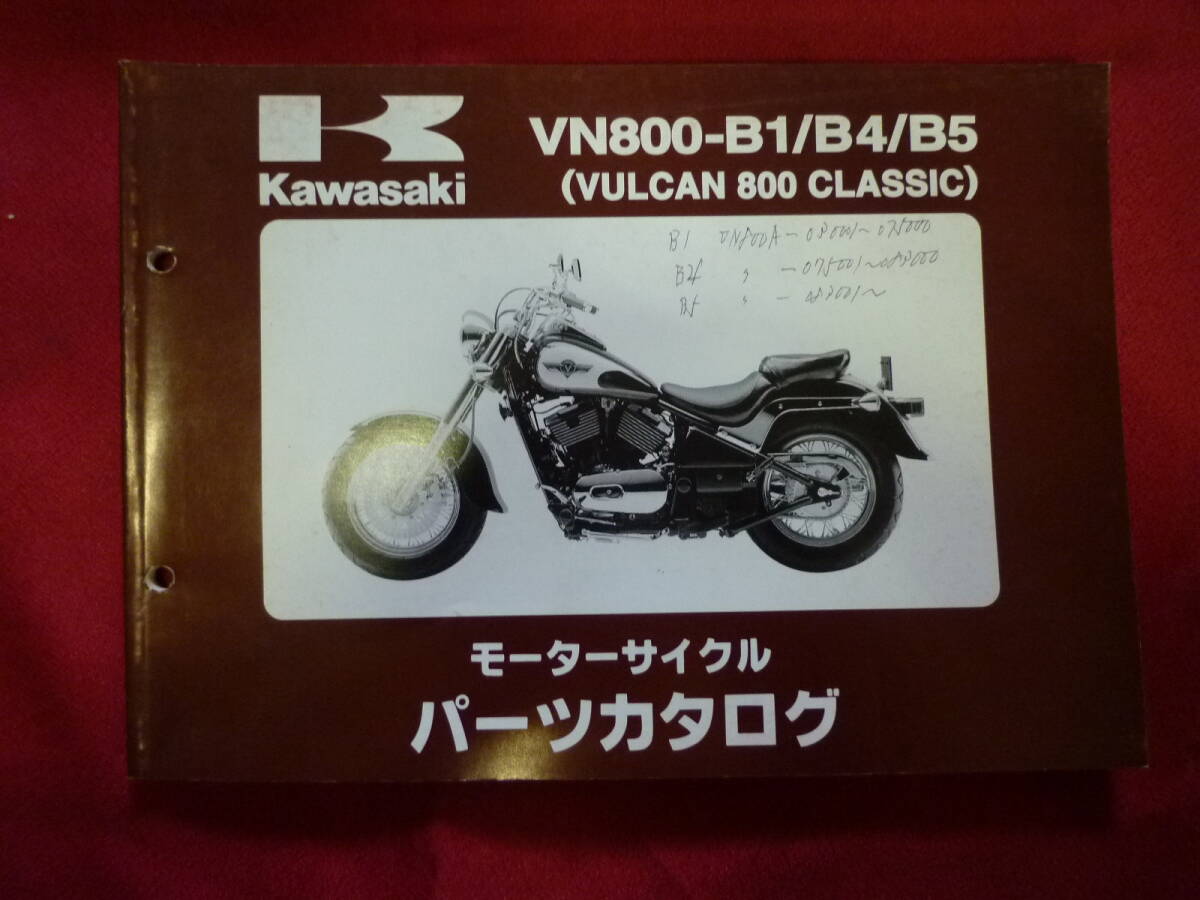 Kawasaki
VN800-B1/B4/B5
(VULCAN 800 CLASSIC)
B1
モーターサイクル
パーツカタログ